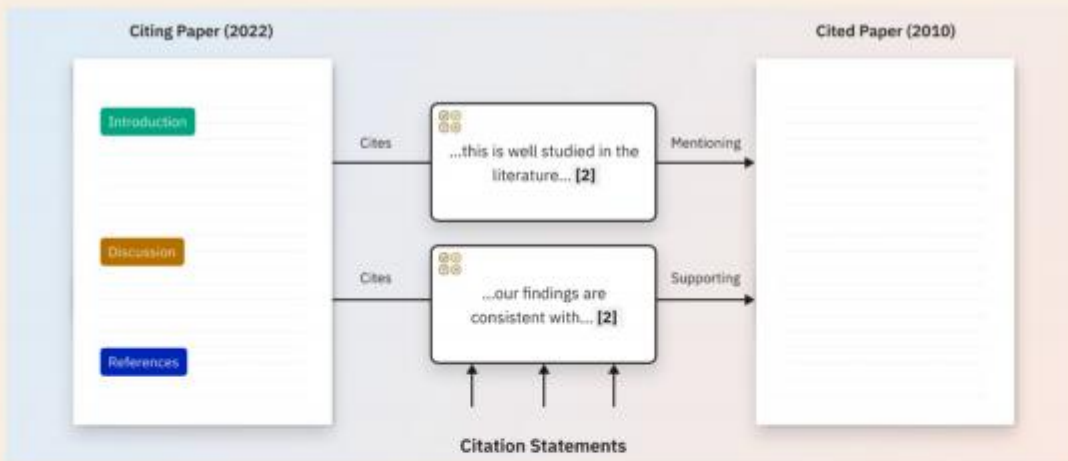 Citing Paper (2022)
Cited Paper (2010)
Introduction
Discussion
References
Cites
...this is well studied in the
literature... [2]
Mentioning
Cites
...our findings are
consistent with... [2]
Supporting
Citation Statements